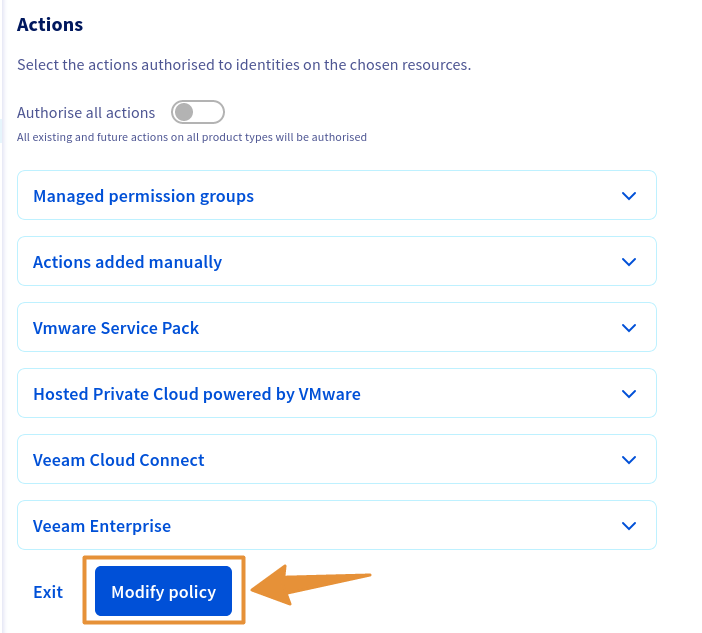 Actions
Select the actions authorised to identities on the chosen resources.
Authorise all actions
All existing and future actions on all product types will be authorised
Managed permission groups
Actions added manually
Vmware Service Pack
Hosted Private Cloud powered by VMware
Veeam Cloud Connect
Veeam Enterprise
Exit Modify policy